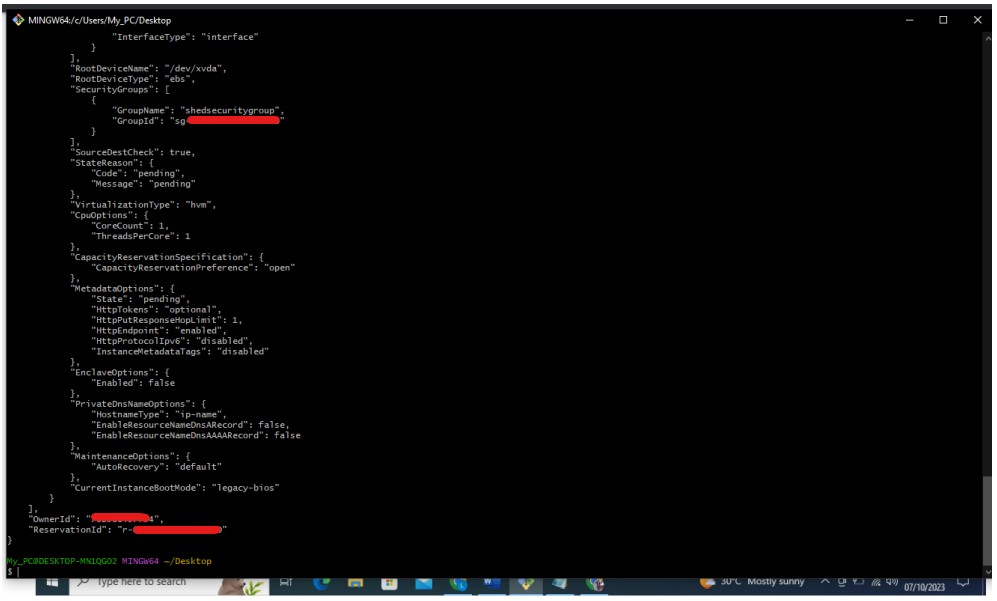 MINGW64:/c/Users/My_PC/Desktop
"InterfaceType": "interface"
}
],
"RootDeviceName": "/dev/xvda",
"RootDeviceType": "ebs",
"SecurityGroups": [
{
"GroupName": "shedsecuritygroup",
"GroupId": "sg-"
}
],
"SourceDestCheck": true,
"StateReason": {
"Code": "pending",
"Message": "pending"
},
"VirtualizationType": "hvm",
"CpuOptions": {
"CoreCount": 1,
"ThreadsPerCore": 1
},
"CapacityReservationSpecification": {
"CapacityReservationPreference": "open"
},
"MetadataOptions": {
"State": "pending",
"HttpTokens": "optional",
"HttpPutResponseHopLimit": 1,
"HttpEndpoint": "enabled",
"HttpProtocolIpv6": "disabled",
"InstanceMetadataTags": "disabled"
},
"EnclaveOptions": {
"Enabled": false
},
"PrivateDnsNameOptions": {
"HostnameType": "ip-name",
"EnableResourceNameDnsARecord": false,
"EnableResourceNameDnsAAAARecord": false
},
"MaintenanceOptions": {
"AutoRecovery": "default"
},
"CurrentInstanceBootMode": "legacy-bios"
}
],
"OwnerId": "4",
"ReservationId": "r-"
}
My_PC@DESKTOP-MN1QGO2 MINGW64 ~/Desktop
$
Type here to search
30°C Mostly sunny
07/10/2023